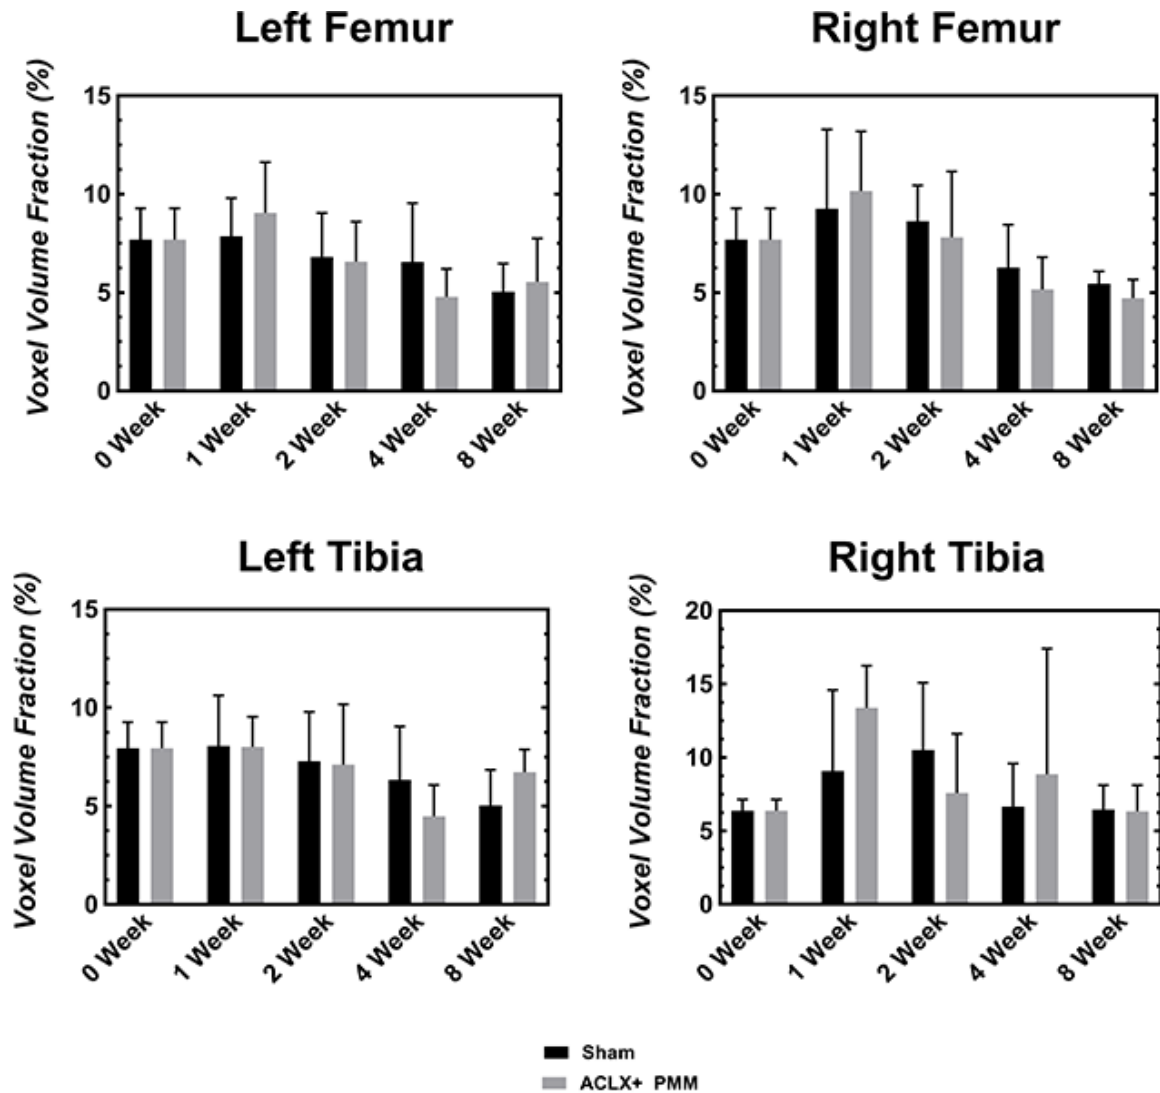 Left Femur
Voxel Volume Fraction (%)
15
10
5
0
0 Week
1 Week
2 Week
4 Week
8 Week
Right Femur
Voxel Volume Fraction (%)
15
10
5
0
0 Week
1 Week
2 Week
4 Week
8 Week
Left Tibia
Voxel Volume Fraction (%)
15
10
5
0
0 Week
1 Week
2 Week
4 Week
8 Week
Right Tibia
Voxel Volume Fraction (%)
20
15
10
5
0
0 Week
1 Week
2 Week
4 Week
8 Week
Sham
ACLX+ PMM